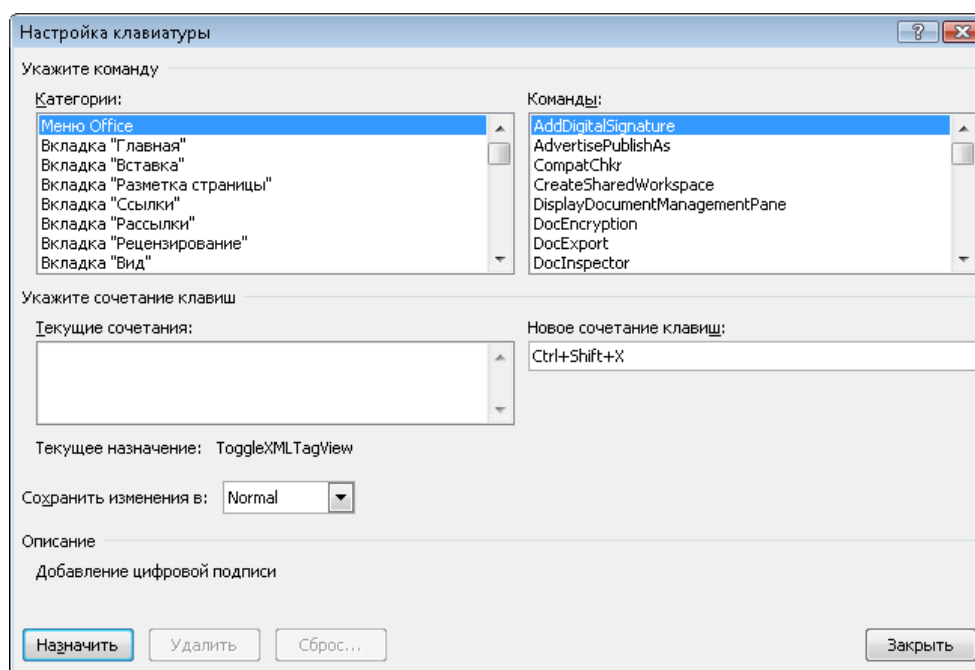 Настройка клавиатуры
Укажите команду
Категории:
Меню Office
Вкладка "Главная"
Вкладка "Вставка"
Вкладка "Разметка страницы"
Вкладка "Ссылки"
Вкладка "Рассылки"
Вкладка "Рецензирование"
Вкладка "Вид"
Команды:
AddDigitalSignature
AdvertisePublishAs
CompatChkr
CreateSharedWorkspace
DisplayDocumentManagementPane
DocEncryption
DocExport
DocInspector
Укажите сочетание клавиш
Текущие сочетания:
Новое сочетание клавиш:
Ctrl+Shift+X
Текущее назначение: ToggleXMLTagView
Сохранить изменения в: Normal
Описание
Добавление цифровой подписи
Назначить Удалить Сброс... Закрыть